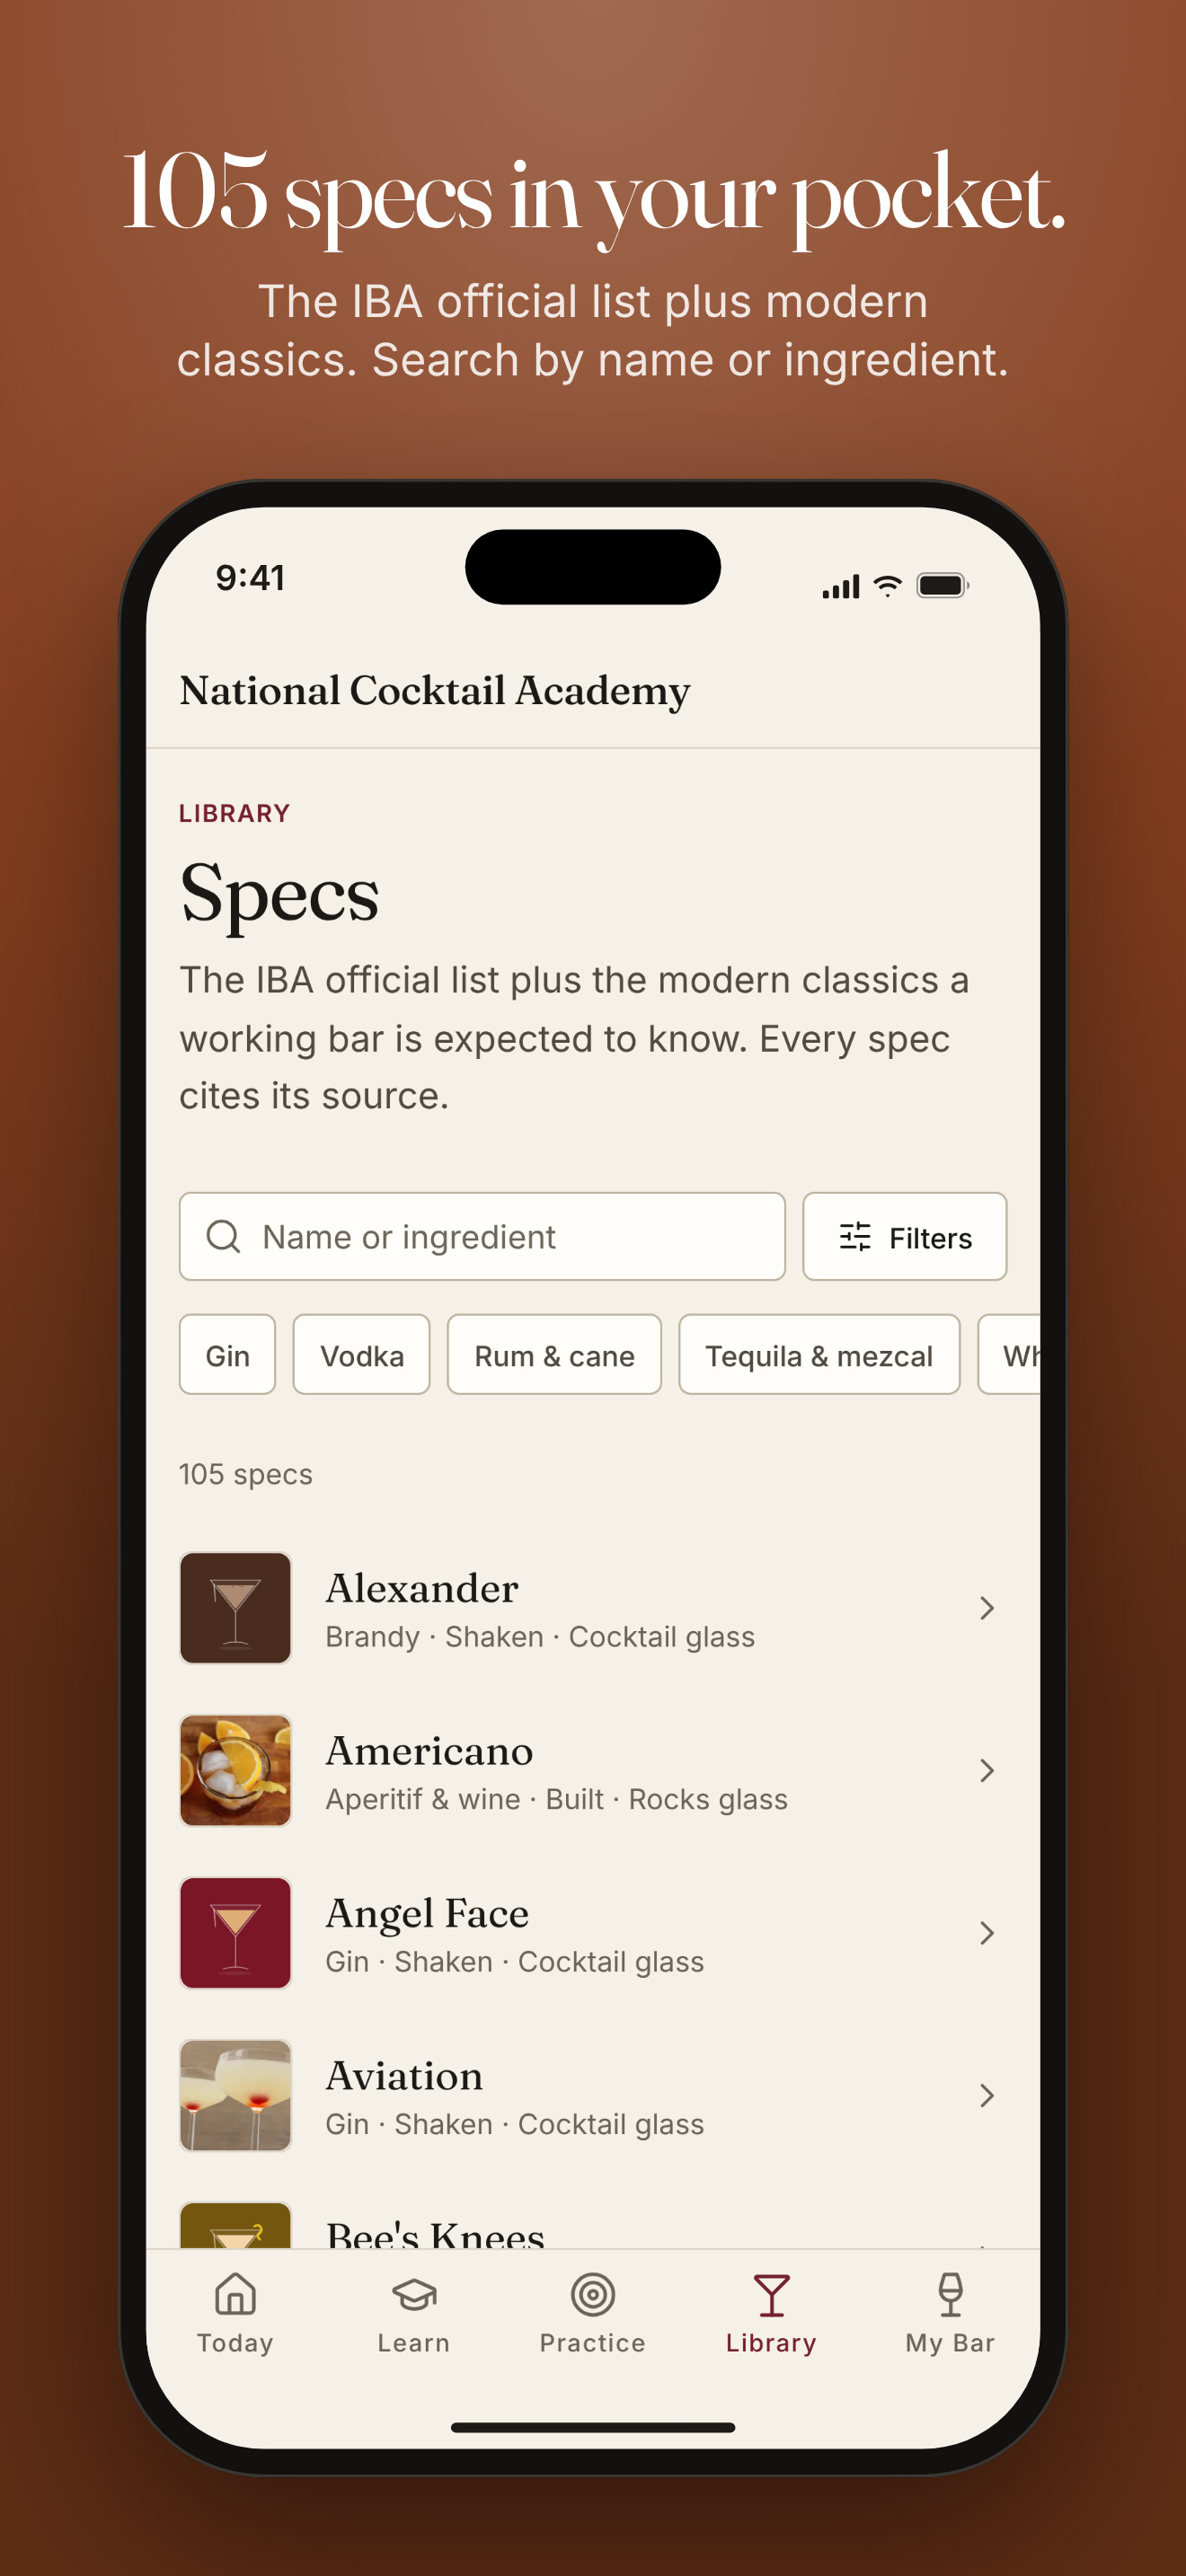 105 specs in your pocket.
The IBA official list plus modern
classics. Search by name or ingredient.
9:41
National Cocktail Academy
LIBRARY
Specs
The IBA official list plus the modern classics a
working bar is expected to know. Every spec
cites its source.
Name or ingredient
Filters
Gin
Vodka
Rum & cane
Tequila & mezcal
105 specs
Alexander
Brandy · Shaken · Cocktail glass
Americano
Aperitif & wine · Built · Rocks glass
Angel Face
Gin · Shaken · Cocktail glass
Aviation
Gin · Shaken · Cocktail glass
Bee's Knees
Today
Learn
Practice
Library
My Bar